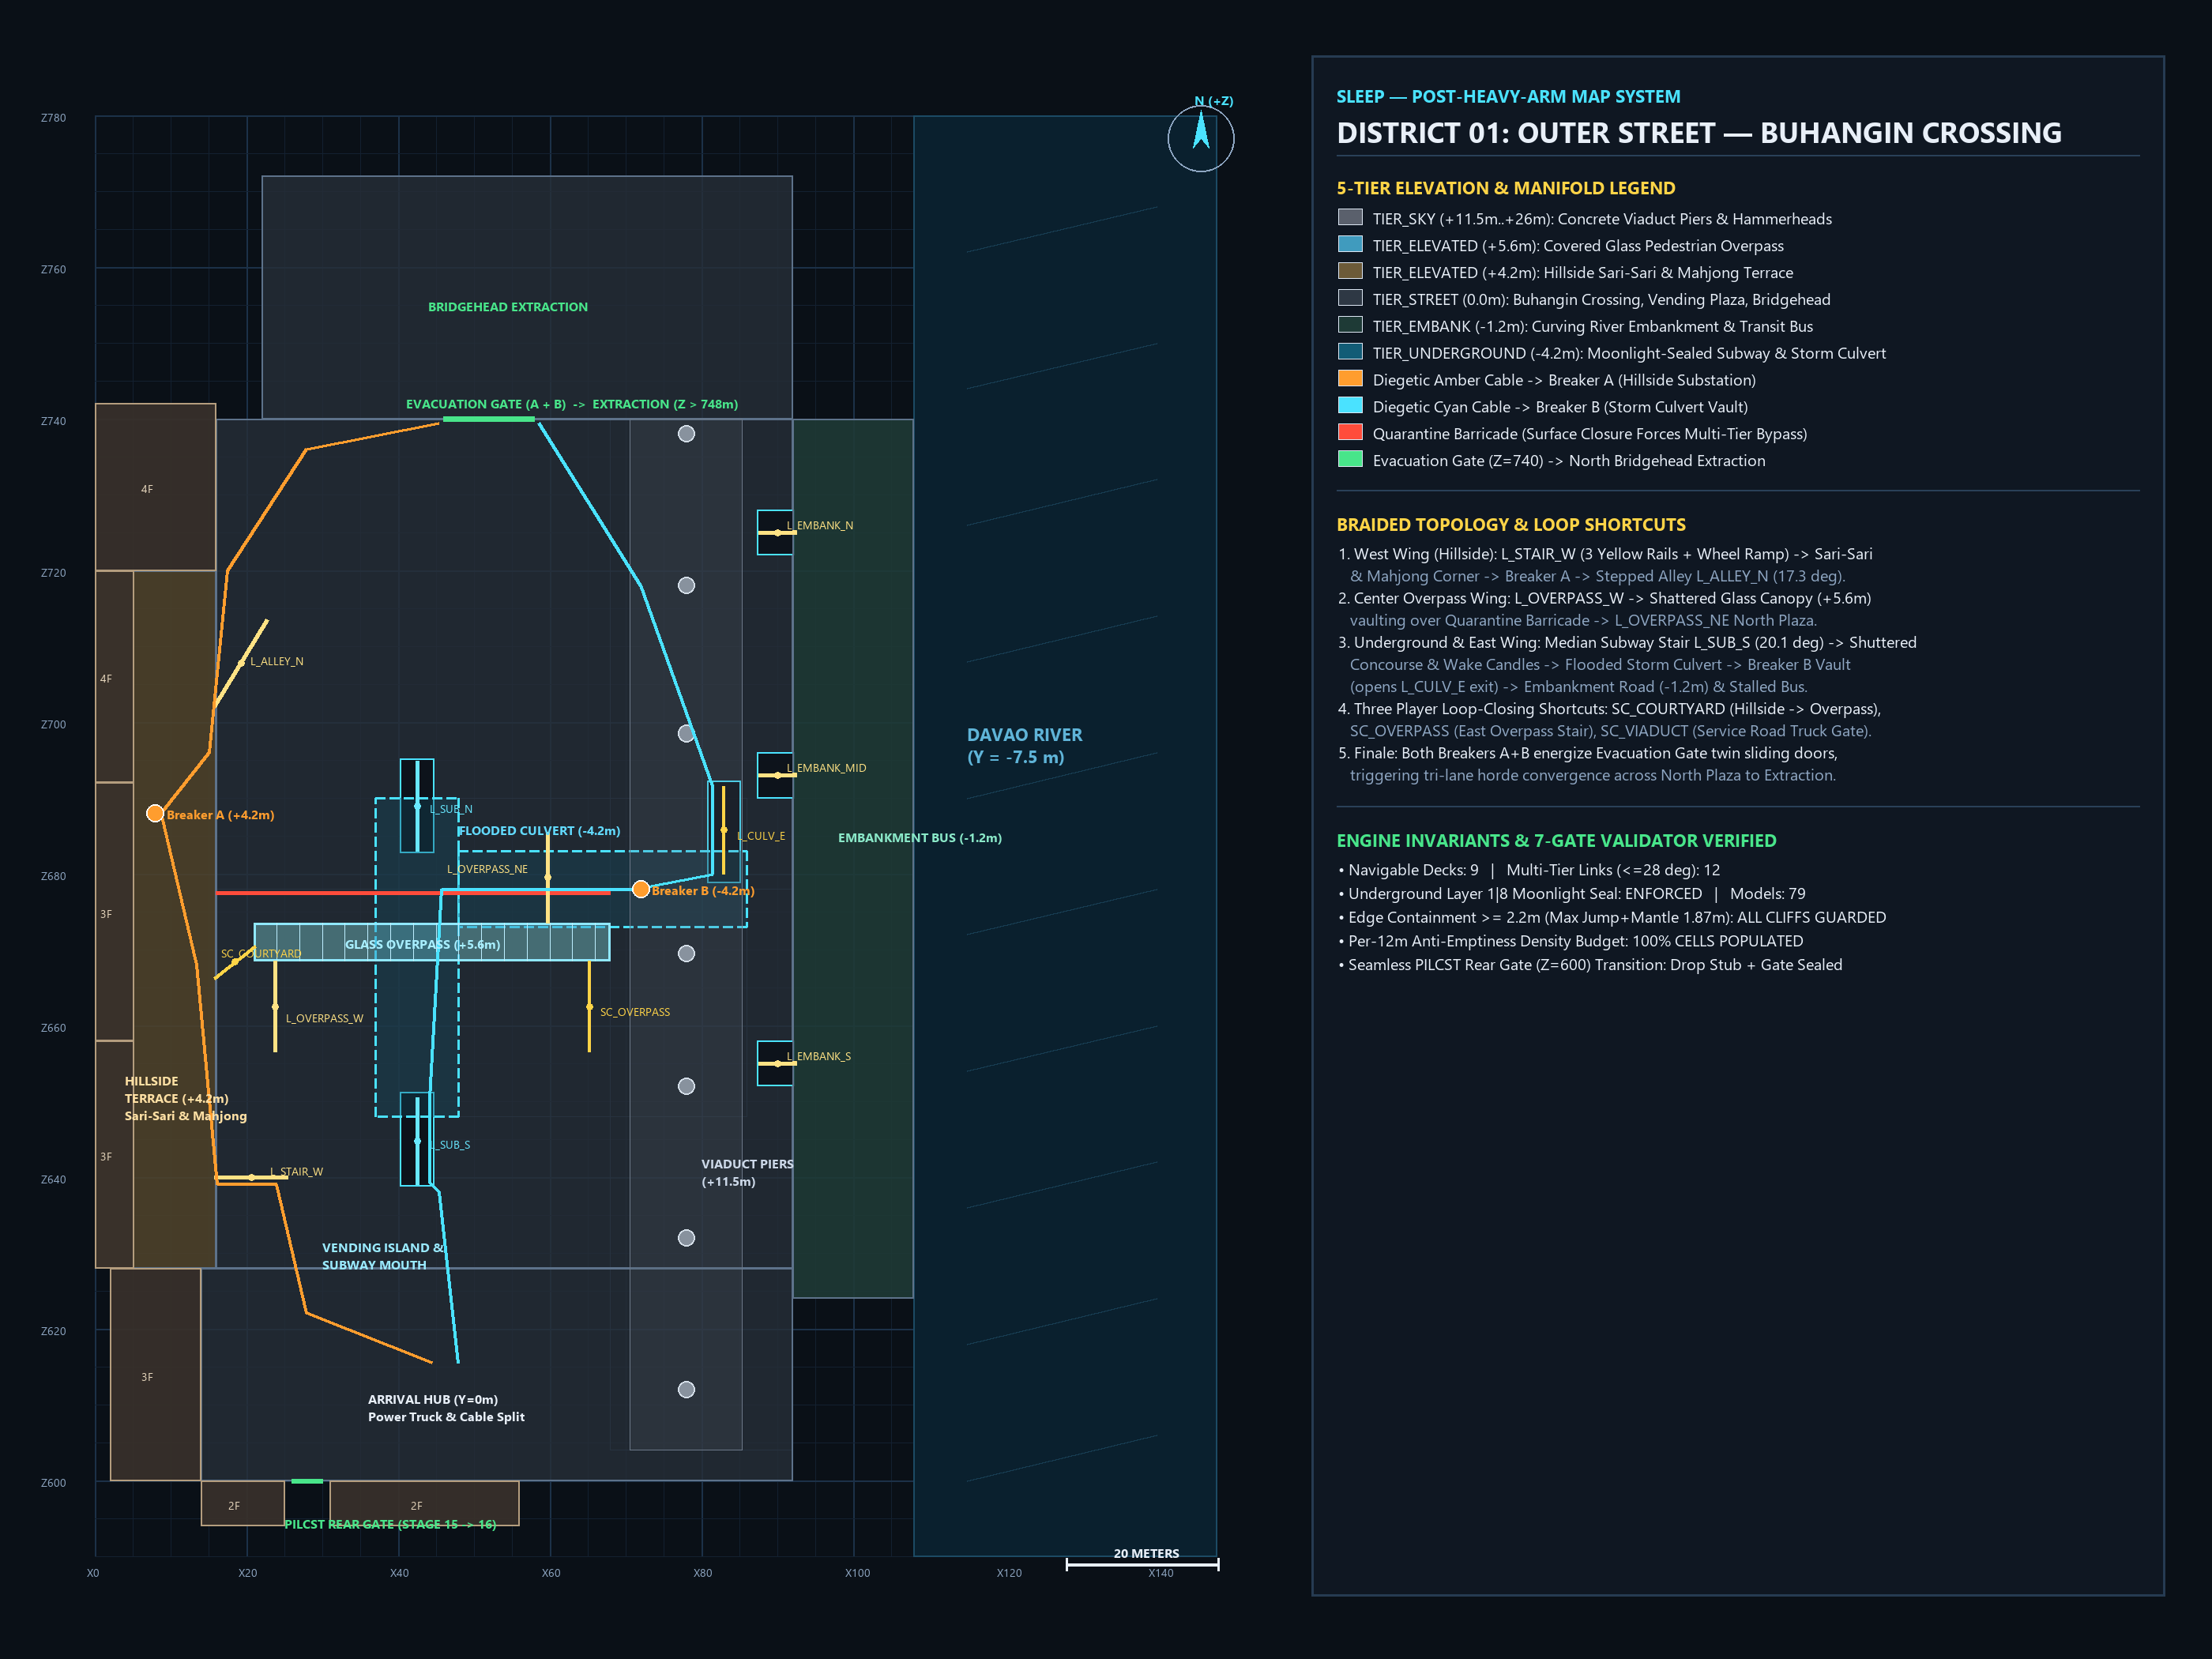 N (+Z)
Z780
Z760
Z740
Z720
Z700
Z680
Z660
Z640
Z620
Z600
BRIDGEHEAD EXTRACTION
EVACUATION GATE (A + B) -> EXTRACTION (Z > 748m)
4F
L_EMBANK_N
L_ALLEY_N
4F
DAVAO RIVER
(Y = -7.5 m)
L_EMBANK_MID
L_SUB_N
Breaker A (+4.2m)
FLOODED CULVERT (-4.2m)
L_CULV_E
EMBANKMENT BUS (-1.2m)
L_OVERPASS_NE
Breaker B (-4.2m)
3F
GLASS OVERPASS (+5.6m)
SC_COURTYARD
L_OVERPASS_W
SC_OVERPASS
L_EMBANK_S
HILLSIDE
TERRACE (+4.2m)
Sari-Sari & Mahjong
L_SUB_S
3F
VIADUCT PIERS
(+11.5m)
L_STAIR_W
VENDING ISLAND &
SUBWAY MOUTH
3F
ARRIVAL HUB (Y=0m)
Power Truck & Cable Split
2F
2F
PILCST REAR GATE (STAGE 15 -> 16)
20 METERS
X0
X20
X40
X60
X80
X100
X120
X140
SLEEP — POST-HEAVY-ARM MAP SYSTEM
DISTRICT 01: OUTER STREET — BUHANGIN CROSSING
5-TIER ELEVATION & MANIFOLD LEGEND
TIER_SKY (+11.5m..+26m): Concrete Viaduct Piers & Hammerheads
TIER_ELEVATED (+5.6m): Covered Glass Pedestrian Overpass
TIER_ELEVATED (+4.2m): Hillside Sari-Sari & Mahjong Terrace
TIER_STREET (0.0m): Buhangin Crossing, Vending Plaza, Bridgehead
TIER_EMBANK (-1.2m): Curving River Embankment & Transit Bus
TIER_UNDERGROUND (-4.2m): Moonlight-Sealed Subway & Storm Culvert
Diegetic Amber Cable -> Breaker A (Hillside Substation)
Diegetic Cyan Cable -> Breaker B (Storm Culvert Vault)
Quarantine Barricade (Surface Closure Forces Multi-Tier Bypass)
Evacuation Gate (Z=740) -> North Bridgehead Extraction
BRAIDED TOPOLOGY & LOOP SHORTCUTS
1. West Wing (Hillside): L_STAIR_W (3 Yellow Rails + Wheel Ramp) -> Sari-Sari
& Mahjong Corner -> Breaker A -> Stepped Alley L_ALLEY_N (17.3 deg).
2. Center Overpass Wing: L_OVERPASS_W -> Shattered Glass Canopy (+5.6m)
vaulting over Quarantine Barricade -> L_OVERPASS_NE North Plaza.
3. Underground & East Wing: Median Subway Stair L_SUB_S (20.1 deg) -> Shuttered
Concourse & Wake Candles -> Flooded Storm Culvert -> Breaker B Vault
(opens L_CULV_E exit) -> Embankment Road (-1.2m) & Stalled Bus.
4. Three Player Loop-Closing Shortcuts: SC_COURTYARD (Hillside -> Overpass),
SC_OVERPASS (East Overpass Stair), SC_VIADUCT (Service Road Truck Gate).
5. Finale: Both Breakers A+B energize Evacuation Gate twin sliding doors,
triggering tri-lane horde convergence across North Plaza to Extraction.
ENGINE INVARIANTS & 7-GATE VALIDATOR VERIFIED
• Navigable Decks: 9 | Multi-Tier Links (<=28 deg): 12
• Underground Layer 1|8 Moonlight Seal: ENFORCED | Models: 79
• Edge Containment >= 2.2m (Max Jump+Mantle 1.87m): ALL CLIFFS GUARDED
• Per-12m Anti-Emptiness Density Budget: 100% CELLS POPULATED
• Seamless PILCST Rear Gate (Z=600) Transition: Drop Stub + Gate Sealed